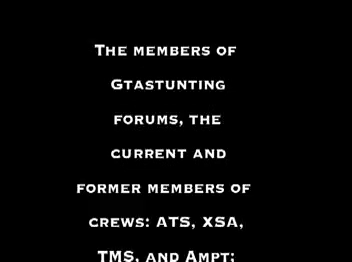 The members of
Gtastunting
forums, the
current and
former members of
crews: ATS, XSA,
TMS, and Ampt;